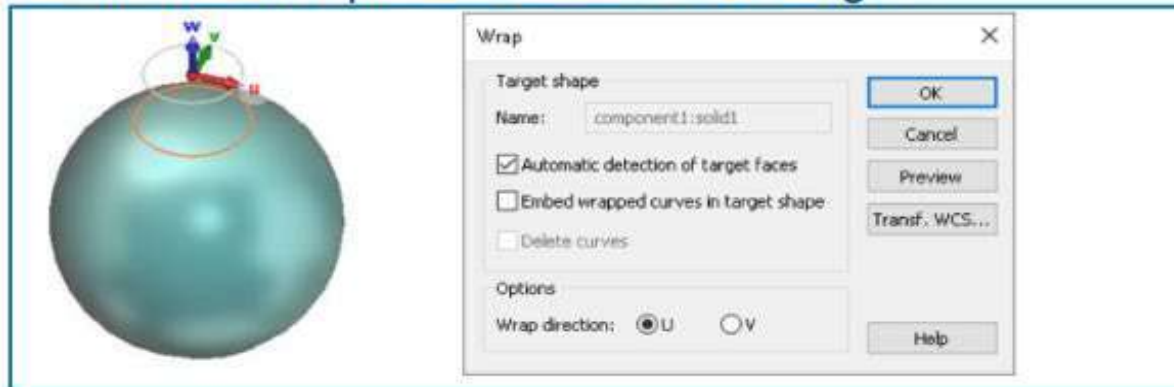 w
v
u
Wrap
Target shape
Name: component1:solid1
Automatic detection of target faces
Embed wrapped curves in target shape
Delete curves
Options
Wrap direction: U V
OK
Cancel
Preview
Transf. WCS...
Help